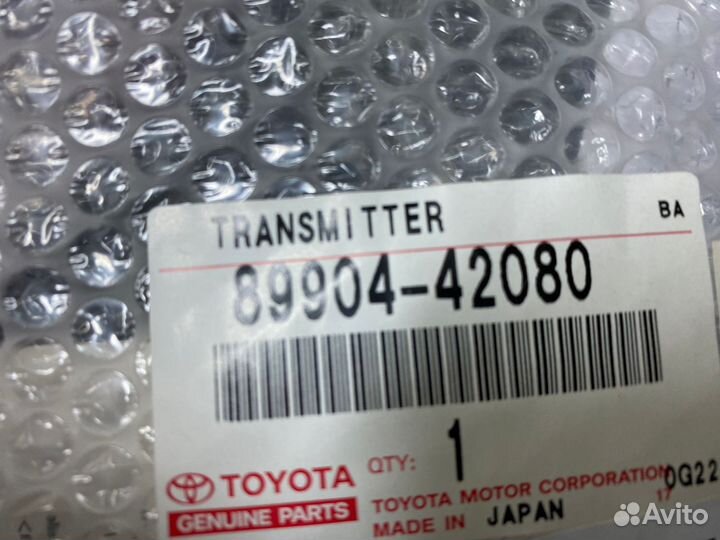 TRANSMITTER BA
89904-42080
QTY: 1
TOYOTA
GENUINE PARTS
TOYOTA MOTOR CORPORATION
17
0G22
MADE IN JAPAN
Avito